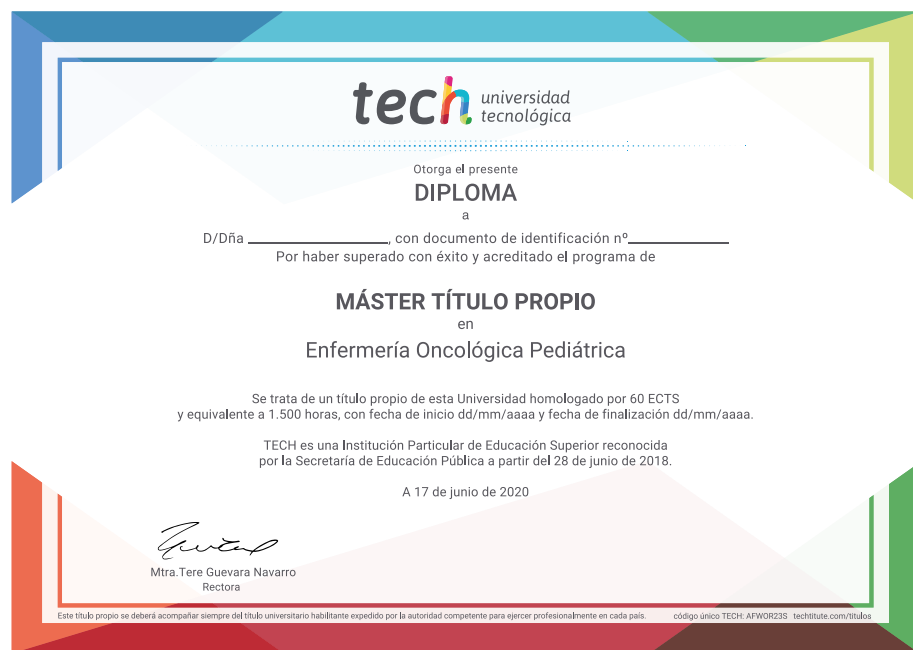 tech universidad
tecnológica
Otorga el presente
DIPLOMA
a
D/Dña ________________, con documento de identificación nº____________
Por haber superado con éxito y acreditado el programa de
MÁSTER TÍTULO PROPIO
en
Enfermería Oncológica Pediátrica
Se trata de un título propio de esta Universidad homologado por 60 ECTS
y equivalente a 1.500 horas, con fecha de inicio dd/mm/aaaa y fecha de finalización dd/mm/aaaa.
TECH es una Institución Particular de Educación Superior reconocida
por la Secretaría de Educación Pública a partir del 28 de junio de 2018.
A 17 de junio de 2020
Mtra.Tere Guevara Navarro
Rectora
Este título propio se deberá acompañar siempre del título universitario habilitante expedido por la autoridad competente para ejercer profesionalmente en cada país. código único TECH: AFWOR23S techtitute.com/titulos